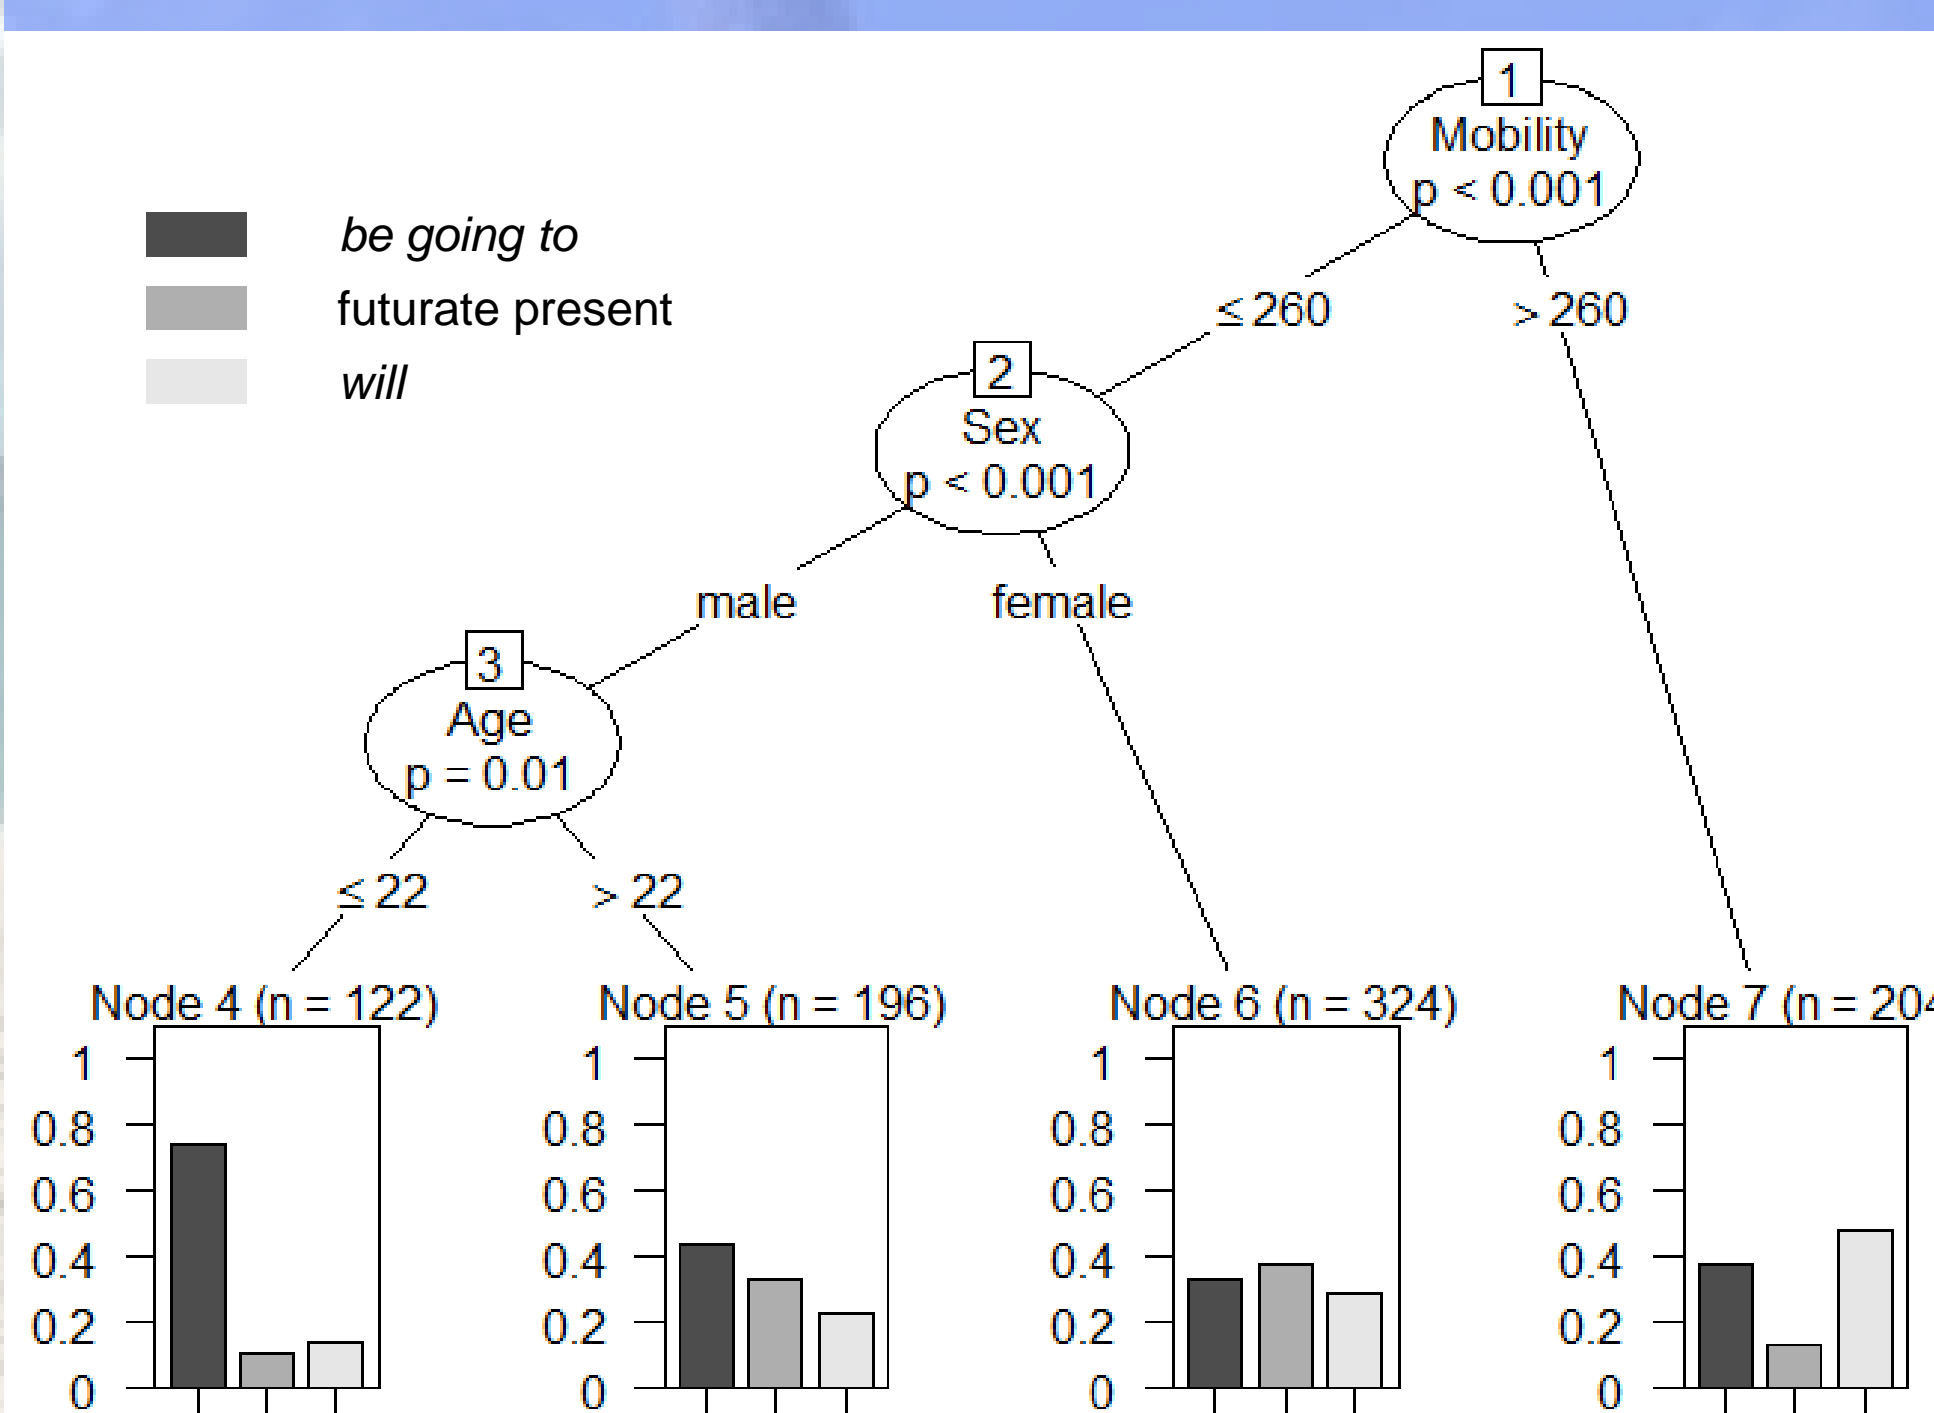 1
Mobility
p < 0.001
be going to
futurate present
will
≤ 260
> 260
2
Sex
p < 0.001
male
female
3
Age
p = 0.01
≤ 22
> 22
Node 4 (n = 122)
Node 5 (n = 196)
Node 6 (n = 324)
Node 7 (n = 204
1
0.8
0.6
0.4
0.2
0
1
0.8
0.6
0.4
0.2
0
1
0.8
0.6
0.4
0.2
0
1
0.8
0.6
0.4
0.2
0